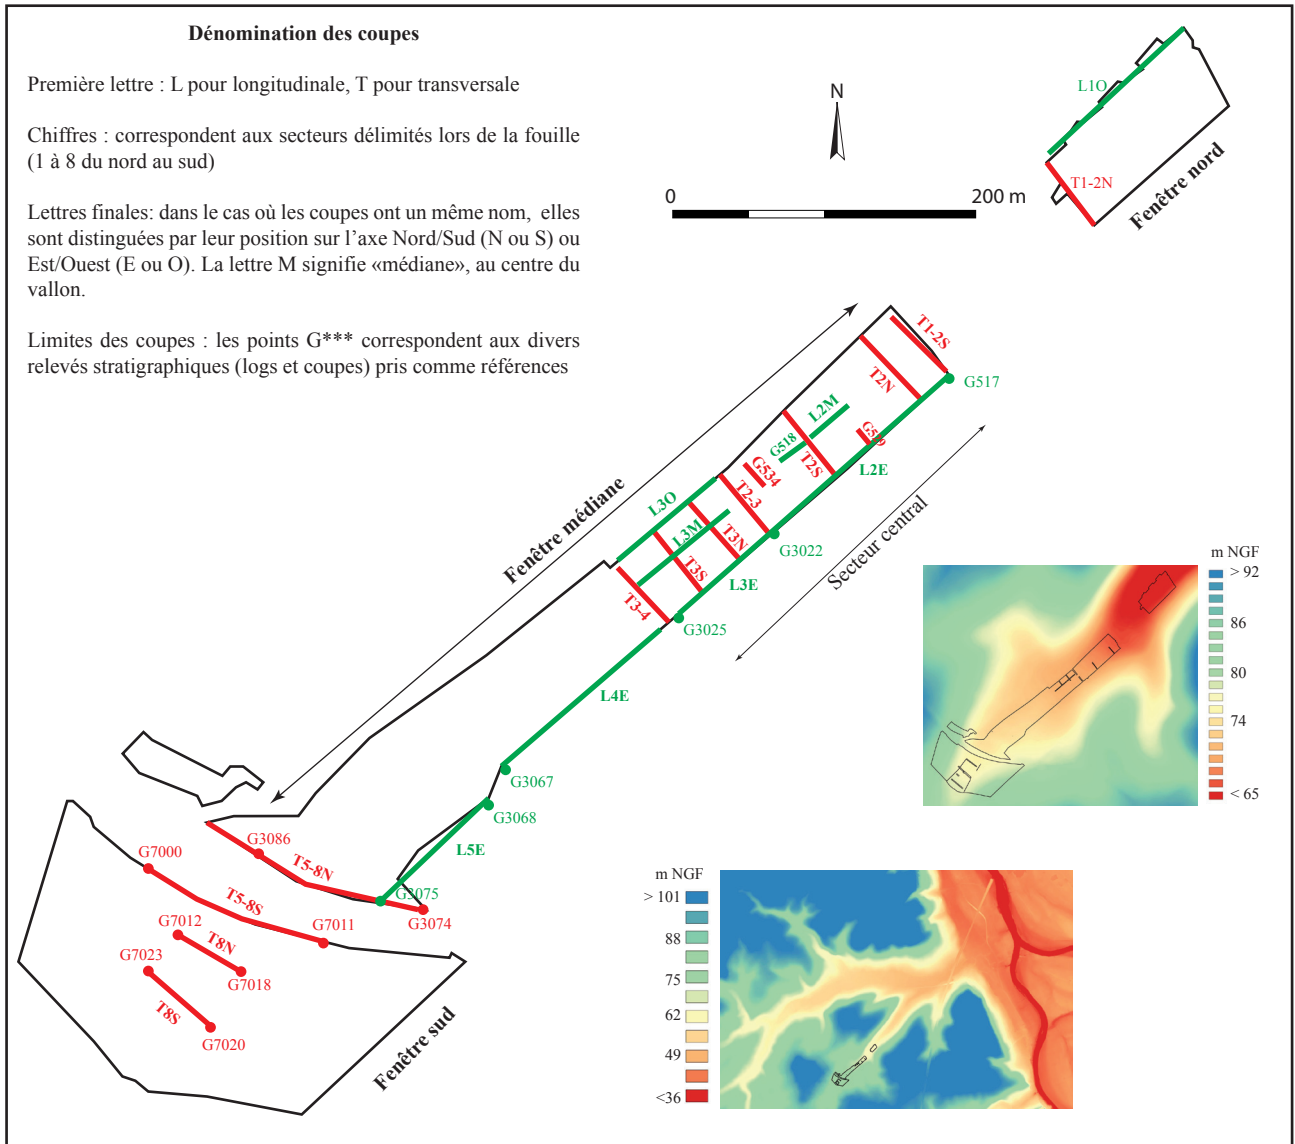 Dénomination des coupes
Première lettre : L pour longitudinale, T pour transversale
Chiffres : correspondent aux secteurs délimités lors de la fouille
(1 à 8 du nord au sud)
Lettres finales: dans le cas où les coupes ont un même nom, elles
sont distinguées par leur position sur l’axe Nord/Sud (N ou S) ou
Est/Ouest (E ou O). La lettre M signifie «médiane», au centre du
vallon.
Limites des coupes : les points G*** correspondent aux divers
relevés stratigraphiques (logs et coupes) pris comme références
N
0
200 m
L1O
T1-2N
Fenêtre nord
T1-2S
T2N
G517
L2M
G518
G519
T2S
L2E
G534
T2-3
L3O
L3M
T3N
G3022
T3S
L3E
T3-4
G3025
Fenêtre médiane
Secteur central
L4E
G3067
G3068
L5E
G3075
G3074
G3086
T5-8N
G7000
T5-8S
G7011
G7012
T8N
G7018
G7023
T8S
G7020
Fenêtre sud
m NGF
> 92
86
80
74
< 65
m NGF
> 101
88
75
62
49
<36